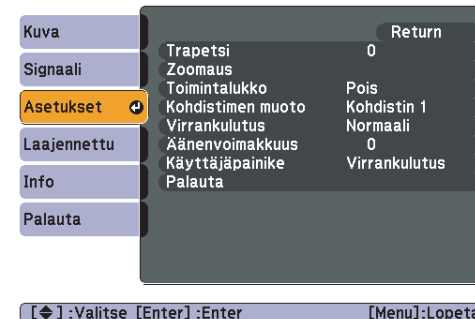 Kuva
Signaali
Asetukset
Laajennettu
Info
Palauta
Return
Trapetsi 0
Zoomaus
Toimintalukko Pois
Kohdistimen muoto Kohdistin 1
Virrankulutus Normaali
Äänenvoimakkuus 0
Käyttäjäpainike Virrankulutus
Palauta
[ ] :Valitse [Enter] :Enter [Menu]:Lopeta